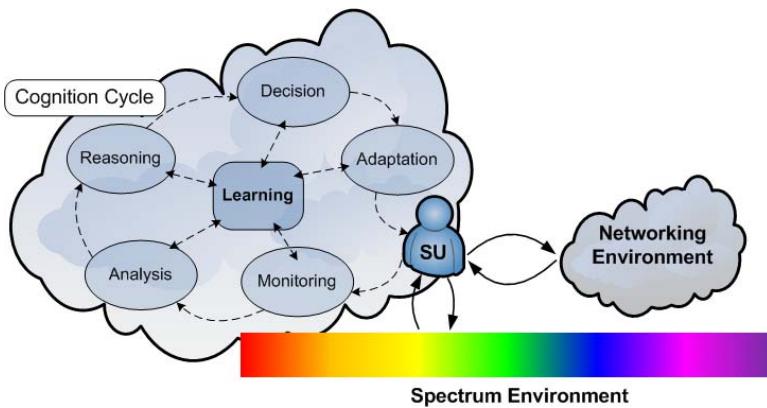 Cognition Cycle
Decision
Reasoning
Adaptation
Learning
Analysis
Monitoring
SU
Networking
Environment
Spectrum Environment